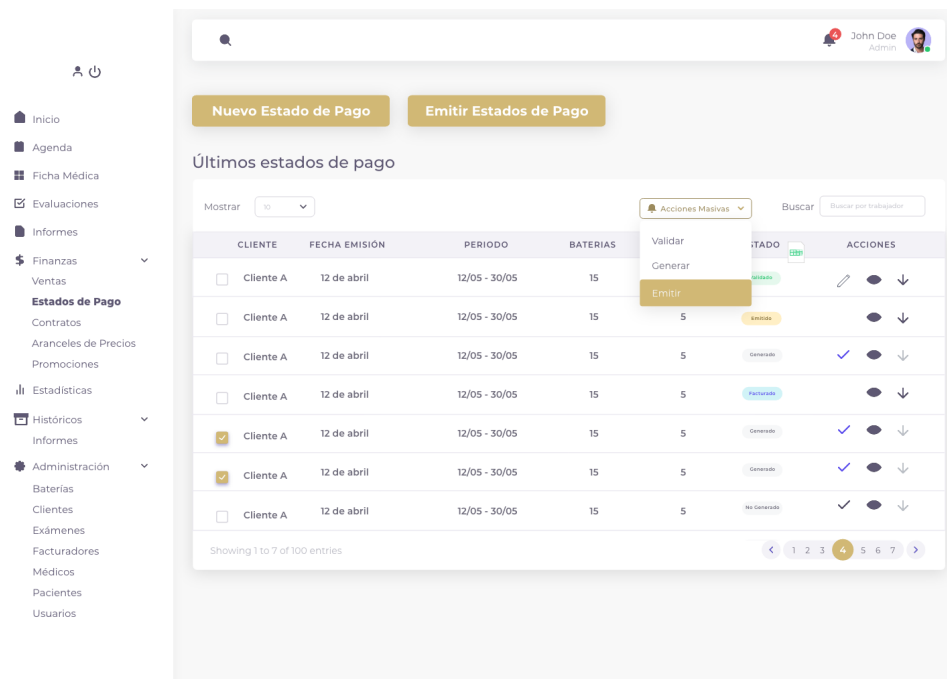 4
John Doe
Admin
Inicio
Agenda
Ficha Médica
Evaluaciones
Informes
Finanzas
Ventas
Estados de Pago
Contratos
Aranceles de Precios
Promociones
Estadísticas
Históricos
Informes
Administración
Baterías
Clientes
Exámenes
Facturadores
Médicos
Pacientes
Usuarios
Nuevo Estado de Pago Emitir Estados de Pago
Últimos estados de pago
Mostrar 10 Acciones Masivas Buscar Buscar por trabajador
Validar
Generar
Emitir
CLIENTE FECHA EMISIÓN PERIODO BATERIAS TADO ACCIONES
Cliente A 12 de abril 12/05 - 30/05 15 Validado
Cliente A 12 de abril 12/05 - 30/05 15 5 Emitido
Cliente A 12 de abril 12/05 - 30/05 15 5 Generado
Cliente A 12 de abril 12/05 - 30/05 15 5 Facturado
Cliente A 12 de abril 12/05 - 30/05 15 5 Generado
Cliente A 12 de abril 12/05 - 30/05 15 5 Generado
Cliente A 12 de abril 12/05 - 30/05 15 5 No Generado
Showing 1 to 7 of 100 entries 1 2 3 4 5 6 7